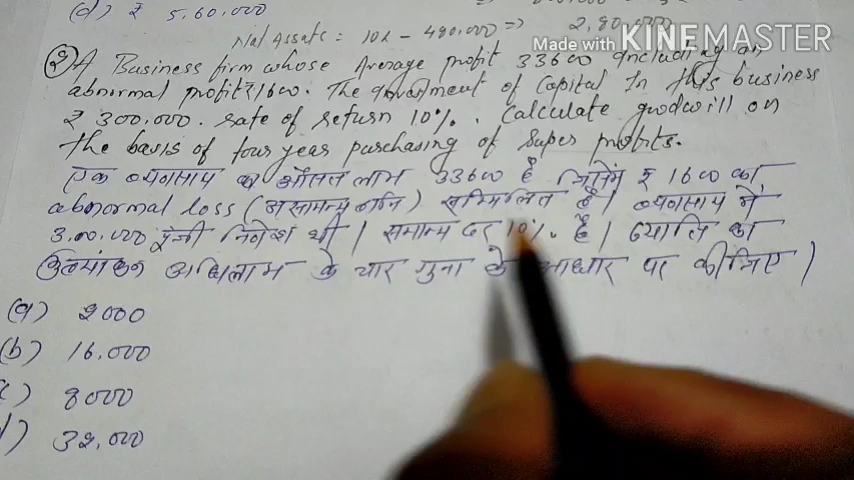 (d) ₹ 5,60,000
Nat Assets = 10L - 480,000 => 2,80,000
Made with KINEMASTER
(2) A Business firm whose Average profit 33600 including an
abnormal profit ₹1600. The investment of Capital In this business
₹ 300,000. rate of return 10%. Calculate goodwill on
the basis of four year purchasing of Super profits.
एक व्यवसाय का औसत लाभ 33600 है जिसमें ₹ 1600 का
abnormal loss (असामान्य हानि) सम्मिलित है। व्यवसाय में
3,00,000 पूंजी निवेश थी। सामान्य दर 10% है। ख्याति का
मूल्यांकन अधिलाभ के चार गुना के आधार पर कीजिए।
(a) 2000
(b) 16,000
c) 8000
d) 32,000